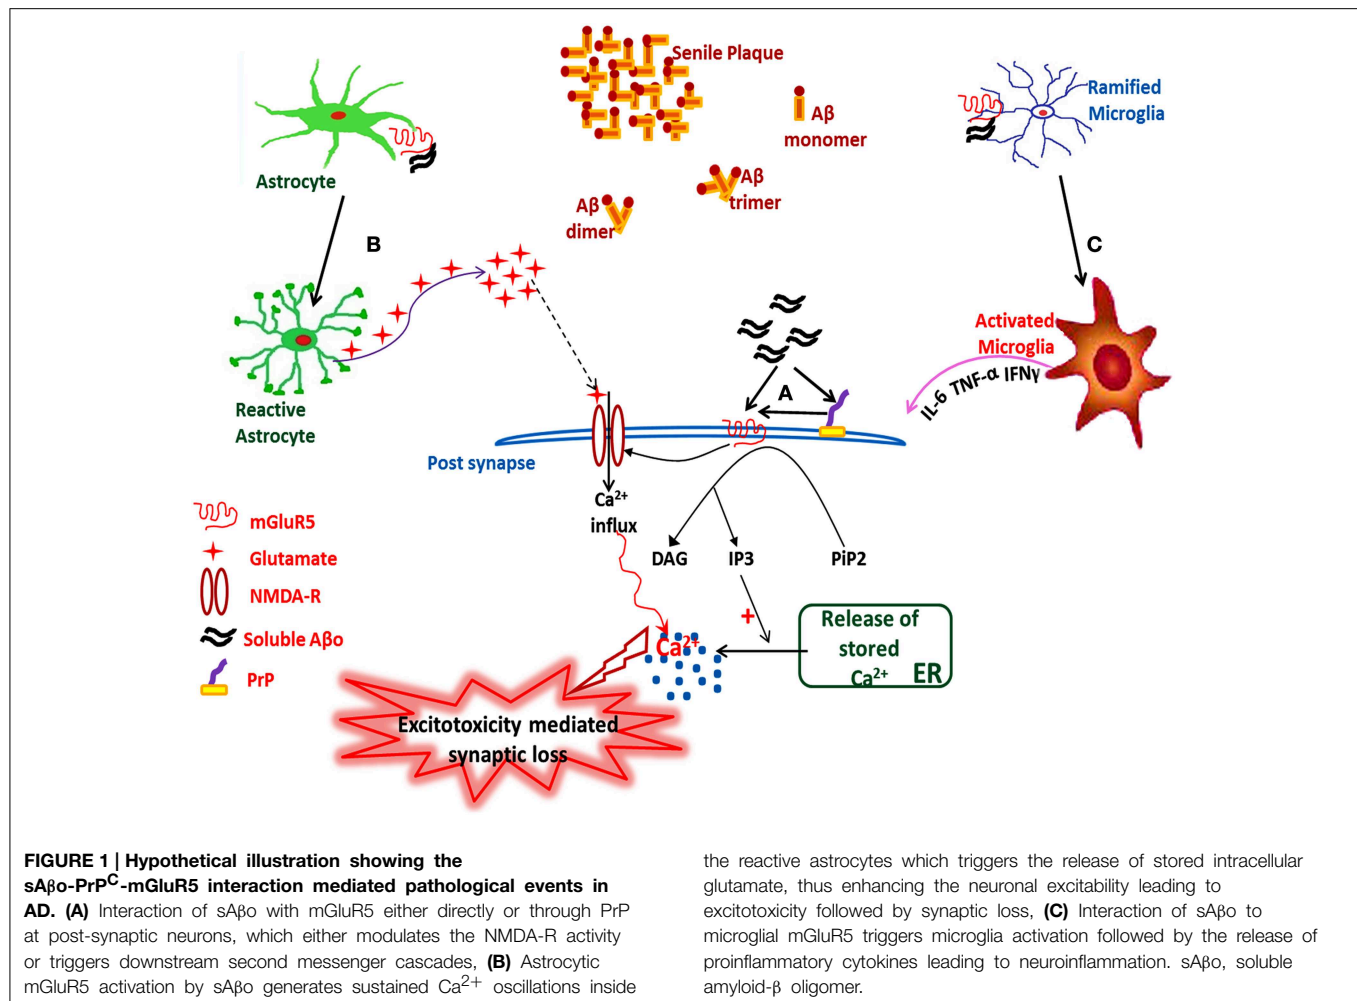 Senile Plaque
Aβ
monomer
Aβ
trimer
Aβ
dimer
Ramified
Microglia
Astrocyte
B
C
Activated
Microglia
IL-6 TNF-α IFNγ
Reactive
Astrocyte
A
Post synapse
Ca²⁺
influx
DAG
IP3
PiP2
mGluR5
Glutamate
NMDA-R
Soluble Aβo
PrP
+
Ca²⁺
Release of
stored
Ca²⁺ ER
Excitotoxicity mediated
synaptic loss
FIGURE 1 | Hypothetical illustration showing the
sAβo-PrPᶜ-mGluR5 interaction mediated pathological events in
AD. (A) Interaction of sAβo with mGluR5 either directly or through PrP
at post-synaptic neurons, which either modulates the NMDA-R activity
or triggers downstream second messenger cascades, (B) Astrocytic
mGluR5 activation by sAβo generates sustained Ca²⁺ oscillations inside
the reactive astrocytes which triggers the release of stored intracellular
glutamate, thus enhancing the neuronal excitability leading to
excitotoxicity followed by synaptic loss, (C) Interaction of sAβo to
microglial mGluR5 triggers microglia activation followed by the release of
proinflammatory cytokines leading to neuroinflammation. sAβo, soluble
amyloid-β oligomer.